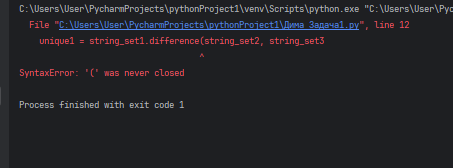 C:\Users\User\PycharmProjects\pythonProject1\venv\Scripts\python.exe "C:\Users\User\Pyc
File "C:\Users\User\PycharmProjects\pythonProject1\Дима Задача1.py", line 12
unique1 = string_set1.difference(string_set2, string_set3
^
SyntaxError: '(' was never closed
Process finished with exit code 1